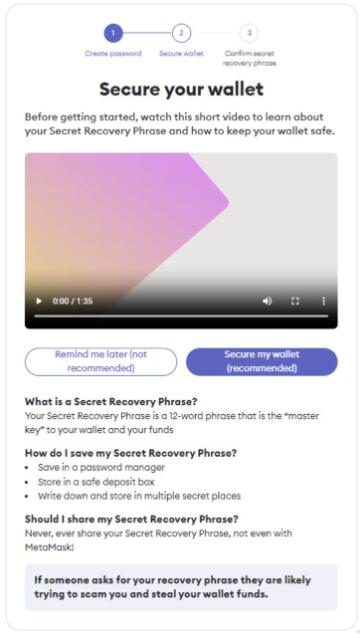 1
2
3
Create password
Secure wallet
Confirm secret
recovery phrase
Secure your wallet
Before getting started, watch this short video to learn about
your Secret Recovery Phrase and how to keep your wallet safe.
0:00 / 1:35
Remind me later (not
recommended)
Secure my wallet
(recommended)
What is a Secret Recovery Phrase?
Your Secret Recovery Phrase is a 12-word phrase that is the “master
key” to your wallet and your funds
How do I save my Secret Recovery Phrase?
• Save in a password manager
• Store in a safe deposit box
• Write down and store in multiple secret places
Should I share my Secret Recovery Phrase?
Never, ever share your Secret Recovery Phrase, not even with
MetaMask!
If someone asks for your recovery phrase they are likely
trying to scam you and steal your wallet funds.